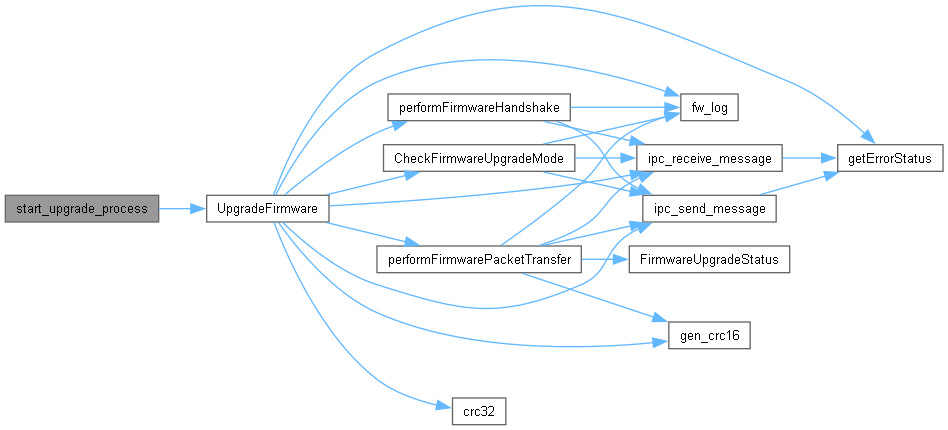 start_upgrade_process
UpgradeFirmware
performFirmwareHandshake
CheckFirmwareUpgradeMode
performFirmwarePacketTransfer
crc32
fw_log
ipc_receive_message
ipc_send_message
FirmwareUpgradeStatus
gen_crc16
getErrorStatus